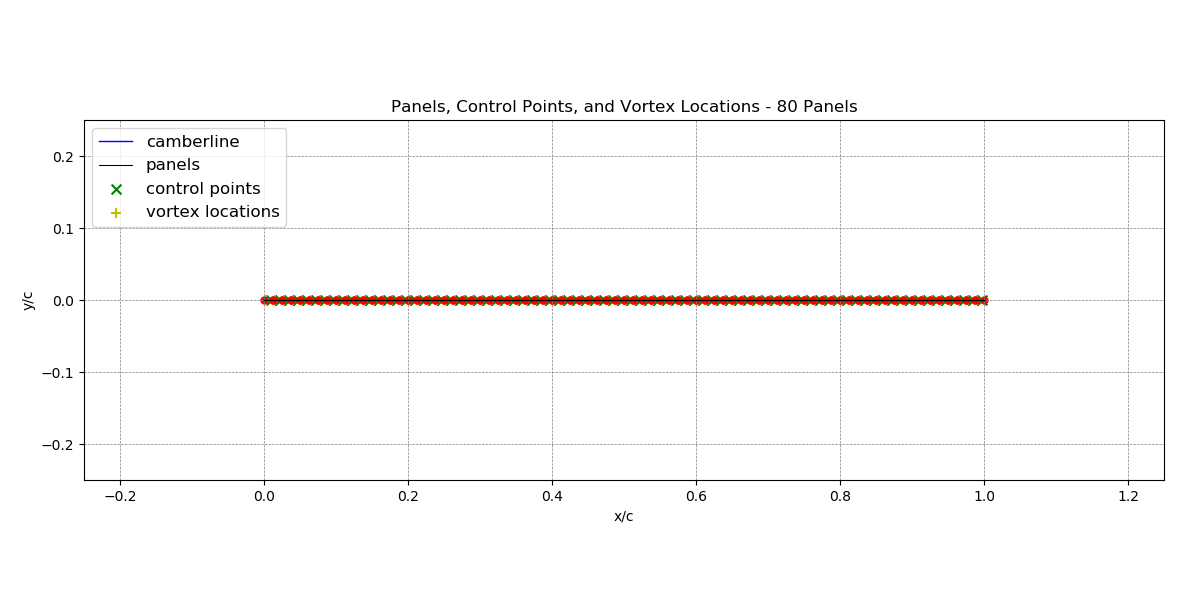 Panels, Control Points, and Vortex Locations - 80 Panels
camberline
panels
control points
vortex locations
0.2
0.1
0.0
−0.1
−0.2
y/c
−0.2 0.0 0.2 0.4 0.6 0.8 1.0 1.2
x/c